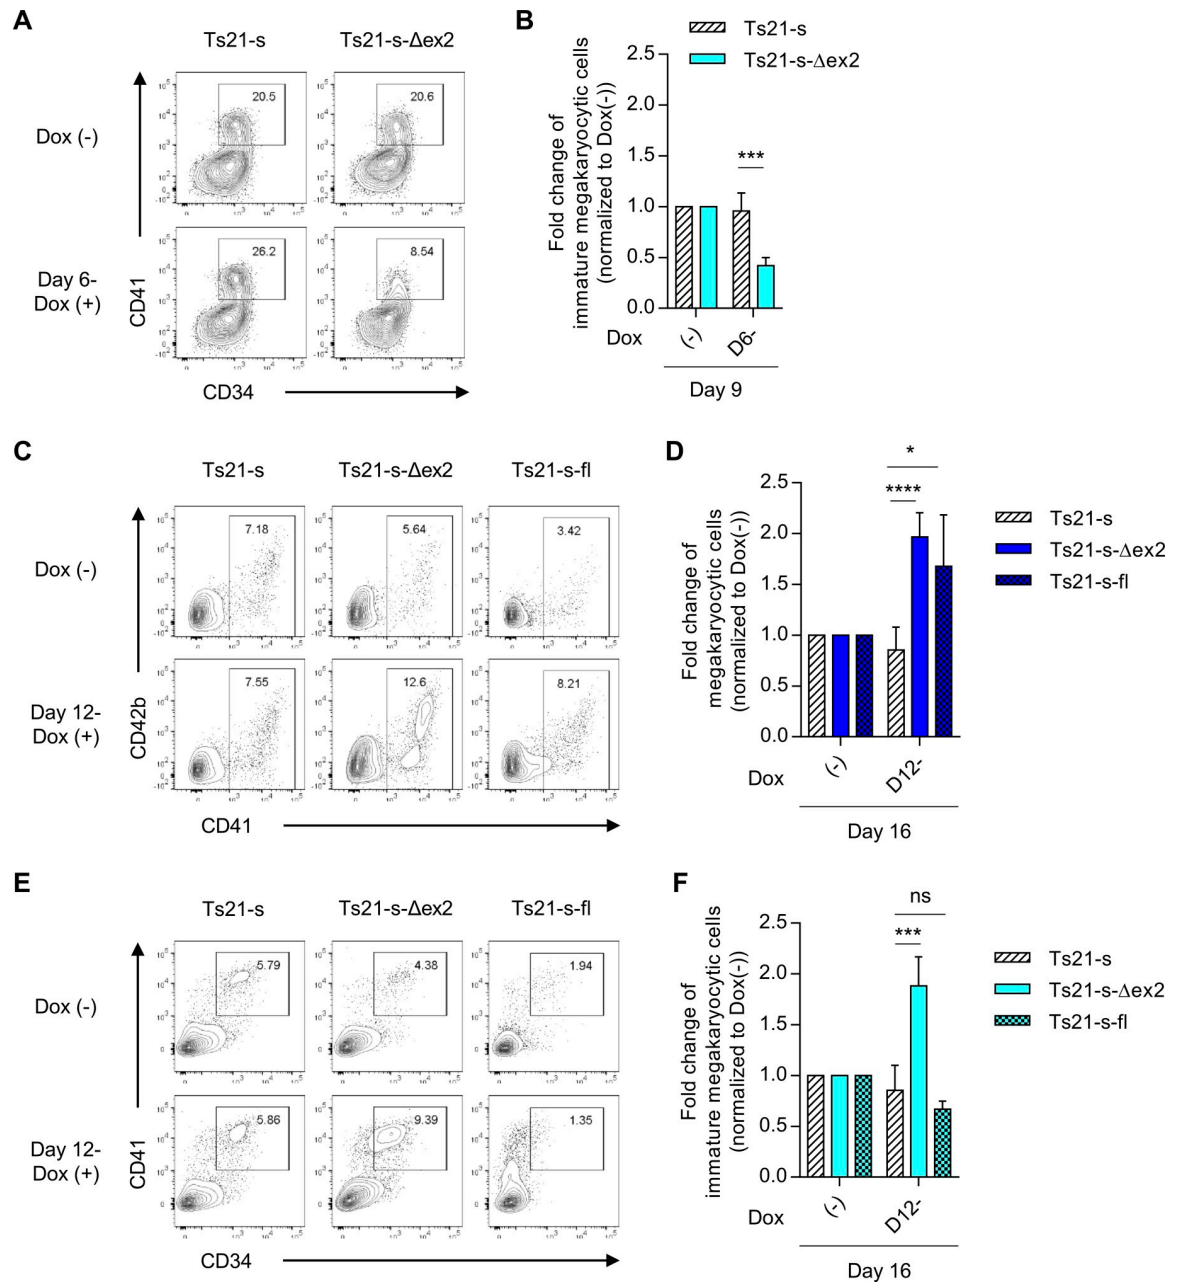 A
Ts21-s
Ts21-s-Δex2
Dox (-)
20.5
20.6
Day 6-
Dox (+)
26.2
8.54
CD41
CD34
B
Ts21-s
Ts21-s-Δex2
Fold change of
immature megakaryocytic cells
(normalized to Dox(-))
2.5
2.0
1.5
1.0
0.5
0.0
***
Dox
(-)
D6-
Day 9
C
Ts21-s
Ts21-s-Δex2
Ts21-s-fl
Dox (-)
7.18
5.64
3.42
Day 12-
Dox (+)
7.55
12.6
8.21
CD42b
CD41
D
Fold change of
megakaryocytic cells
(normalized to Dox(-))
2.5
2.0
1.5
1.0
0.5
0.0
*
****
Ts21-s
Ts21-s-Δex2
Ts21-s-fl
Dox
(-)
D12-
Day 16
E
Ts21-s
Ts21-s-Δex2
Ts21-s-fl
Dox (-)
5.79
4.38
1.94
Day 12-
Dox (+)
5.86
9.39
1.35
CD41
CD34
F
Fold change of
immature megakaryocytic cells
(normalized to Dox(-))
2.5
2.0
1.5
1.0
0.5
0.0
ns
***
Ts21-s
Ts21-s-Δex2
Ts21-s-fl
Dox
(-)
D12-
Day 16